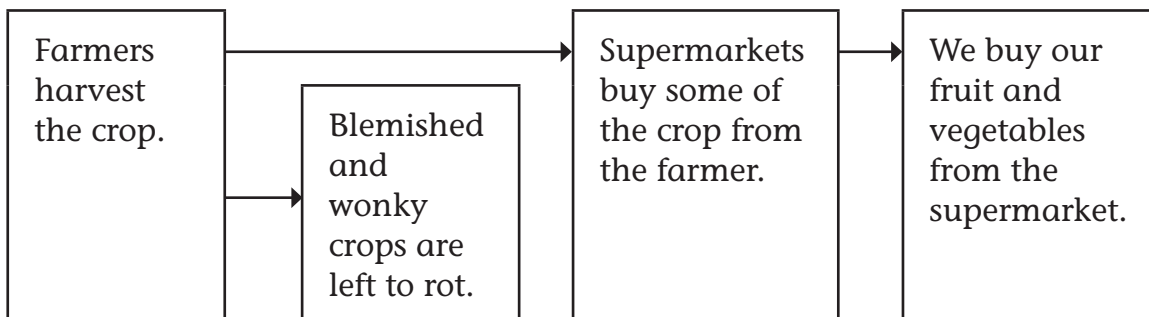 Farmers
harvest
the crop.
Blemished
and
wonky
crops are
left to rot.
Supermarkets
buy some of
the crop from
the farmer.
We buy our
fruit and
vegetables
from the
supermarket.